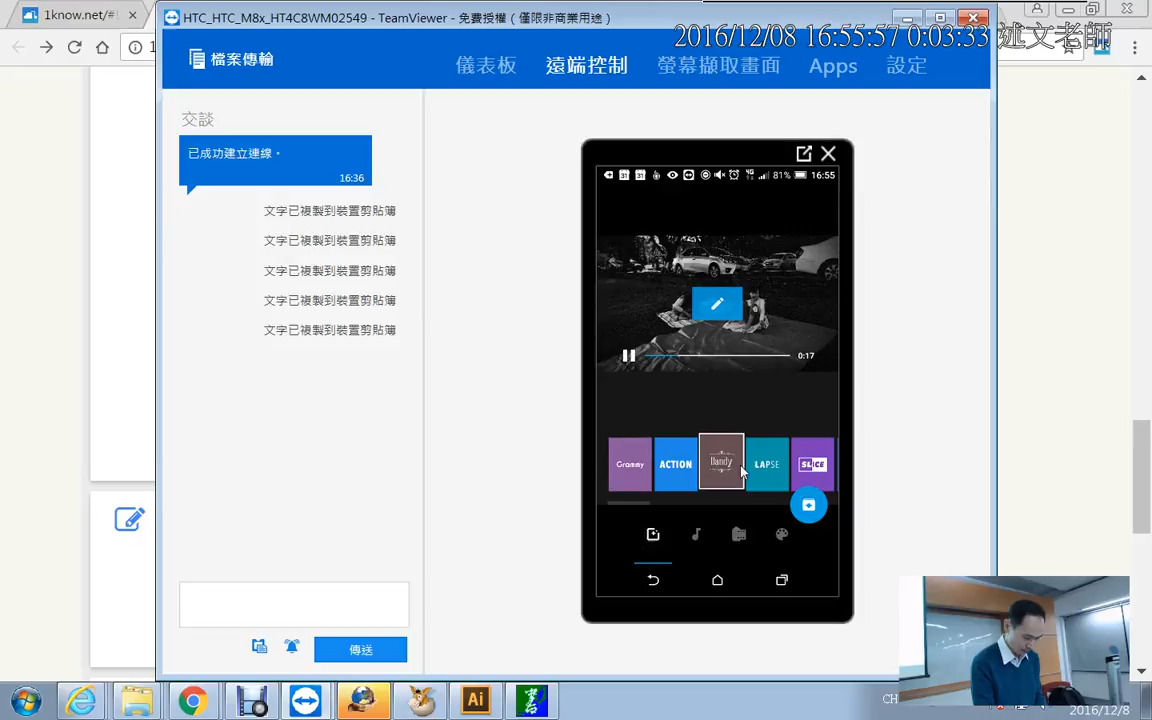 1know.net/#!
HTC_HTC_M8x_HT4C8WM02549 - TeamViewer - 免費授權（僅限非商業用途）
2016/12/08 16:55:57 0:03:33 述文老師
檔案傳輸
儀表板
遠端控制
螢幕擷取畫面
Apps
設定
交談
已成功建立連線。
16:36
文字已複製到裝置剪貼簿
文字已複製到裝置剪貼簿
文字已複製到裝置剪貼簿
文字已複製到裝置剪貼簿
文字已複製到裝置剪貼簿
31
31
4G
81%
16:55
0:17
Grammy
ACTION
Dandy
LAPSE
SLICE
傳送
Ai
CH
2016/12/8